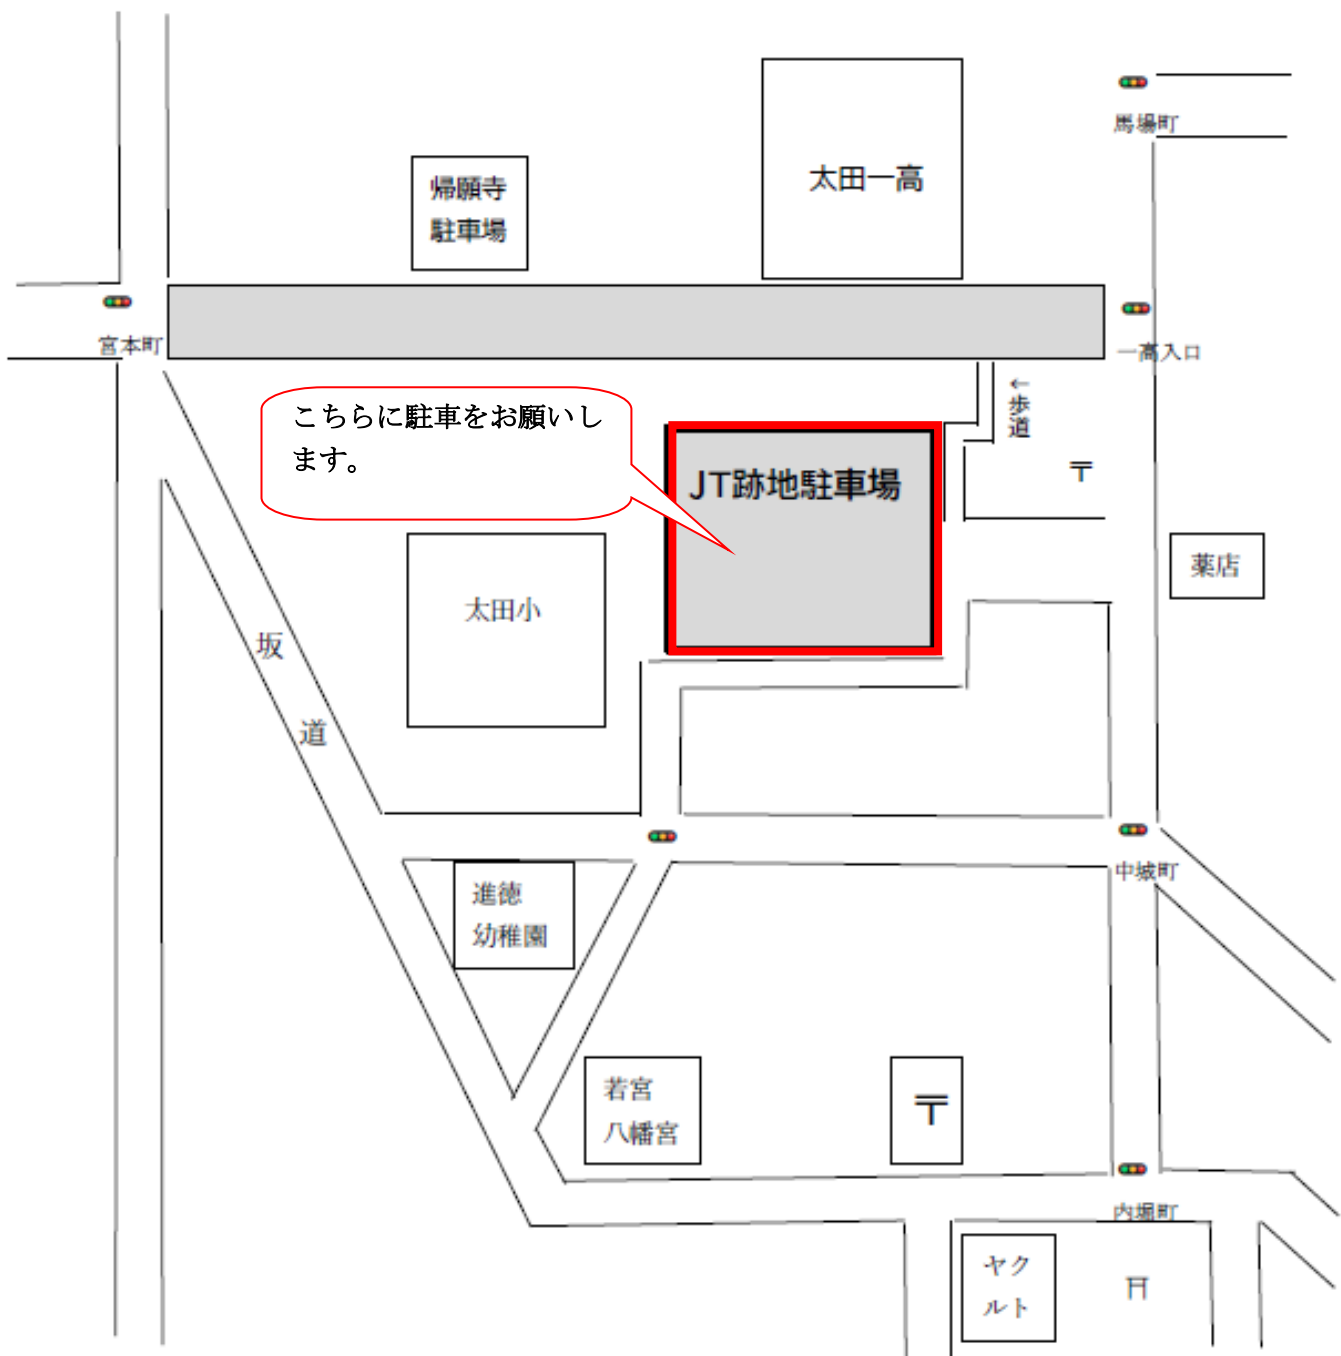 馬場町
太田一高
帰願寺
駐車場
宮本町
一高入口
←歩道
こちらに駐車をお願いし
ます。
〒
JT跡地駐車場
薬店
太田小
坂
道
中城町
進徳
幼稚園
若宮
八幡宮
〒
内堀町
ヤク
ルト